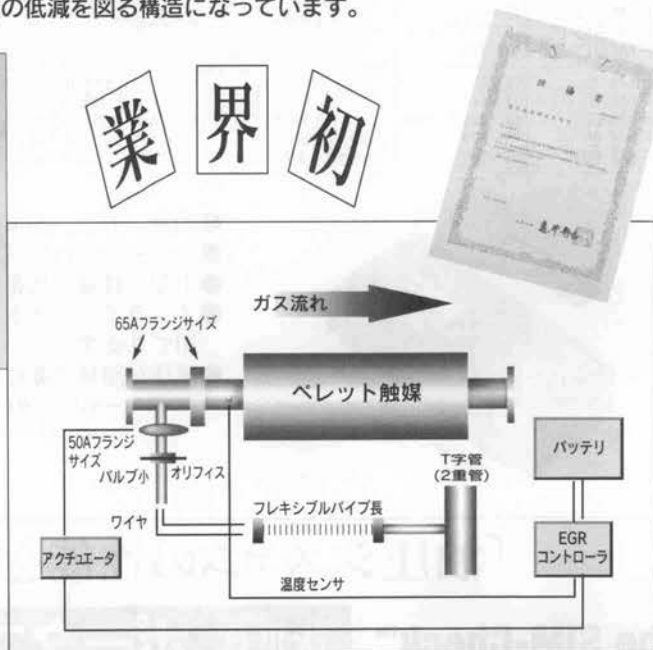 の低減を図る構造になっています。
業界初
ガス流れ
65Aフランジサイズ
ペレット触媒
50Aフランジ
サイズ
バルブ小
オリフィス
T字管
(2重管)
バッテリ
フレキシブルパイプ長
ワイヤ
アクチュエータ
EGR
コントローラ
温度センサ